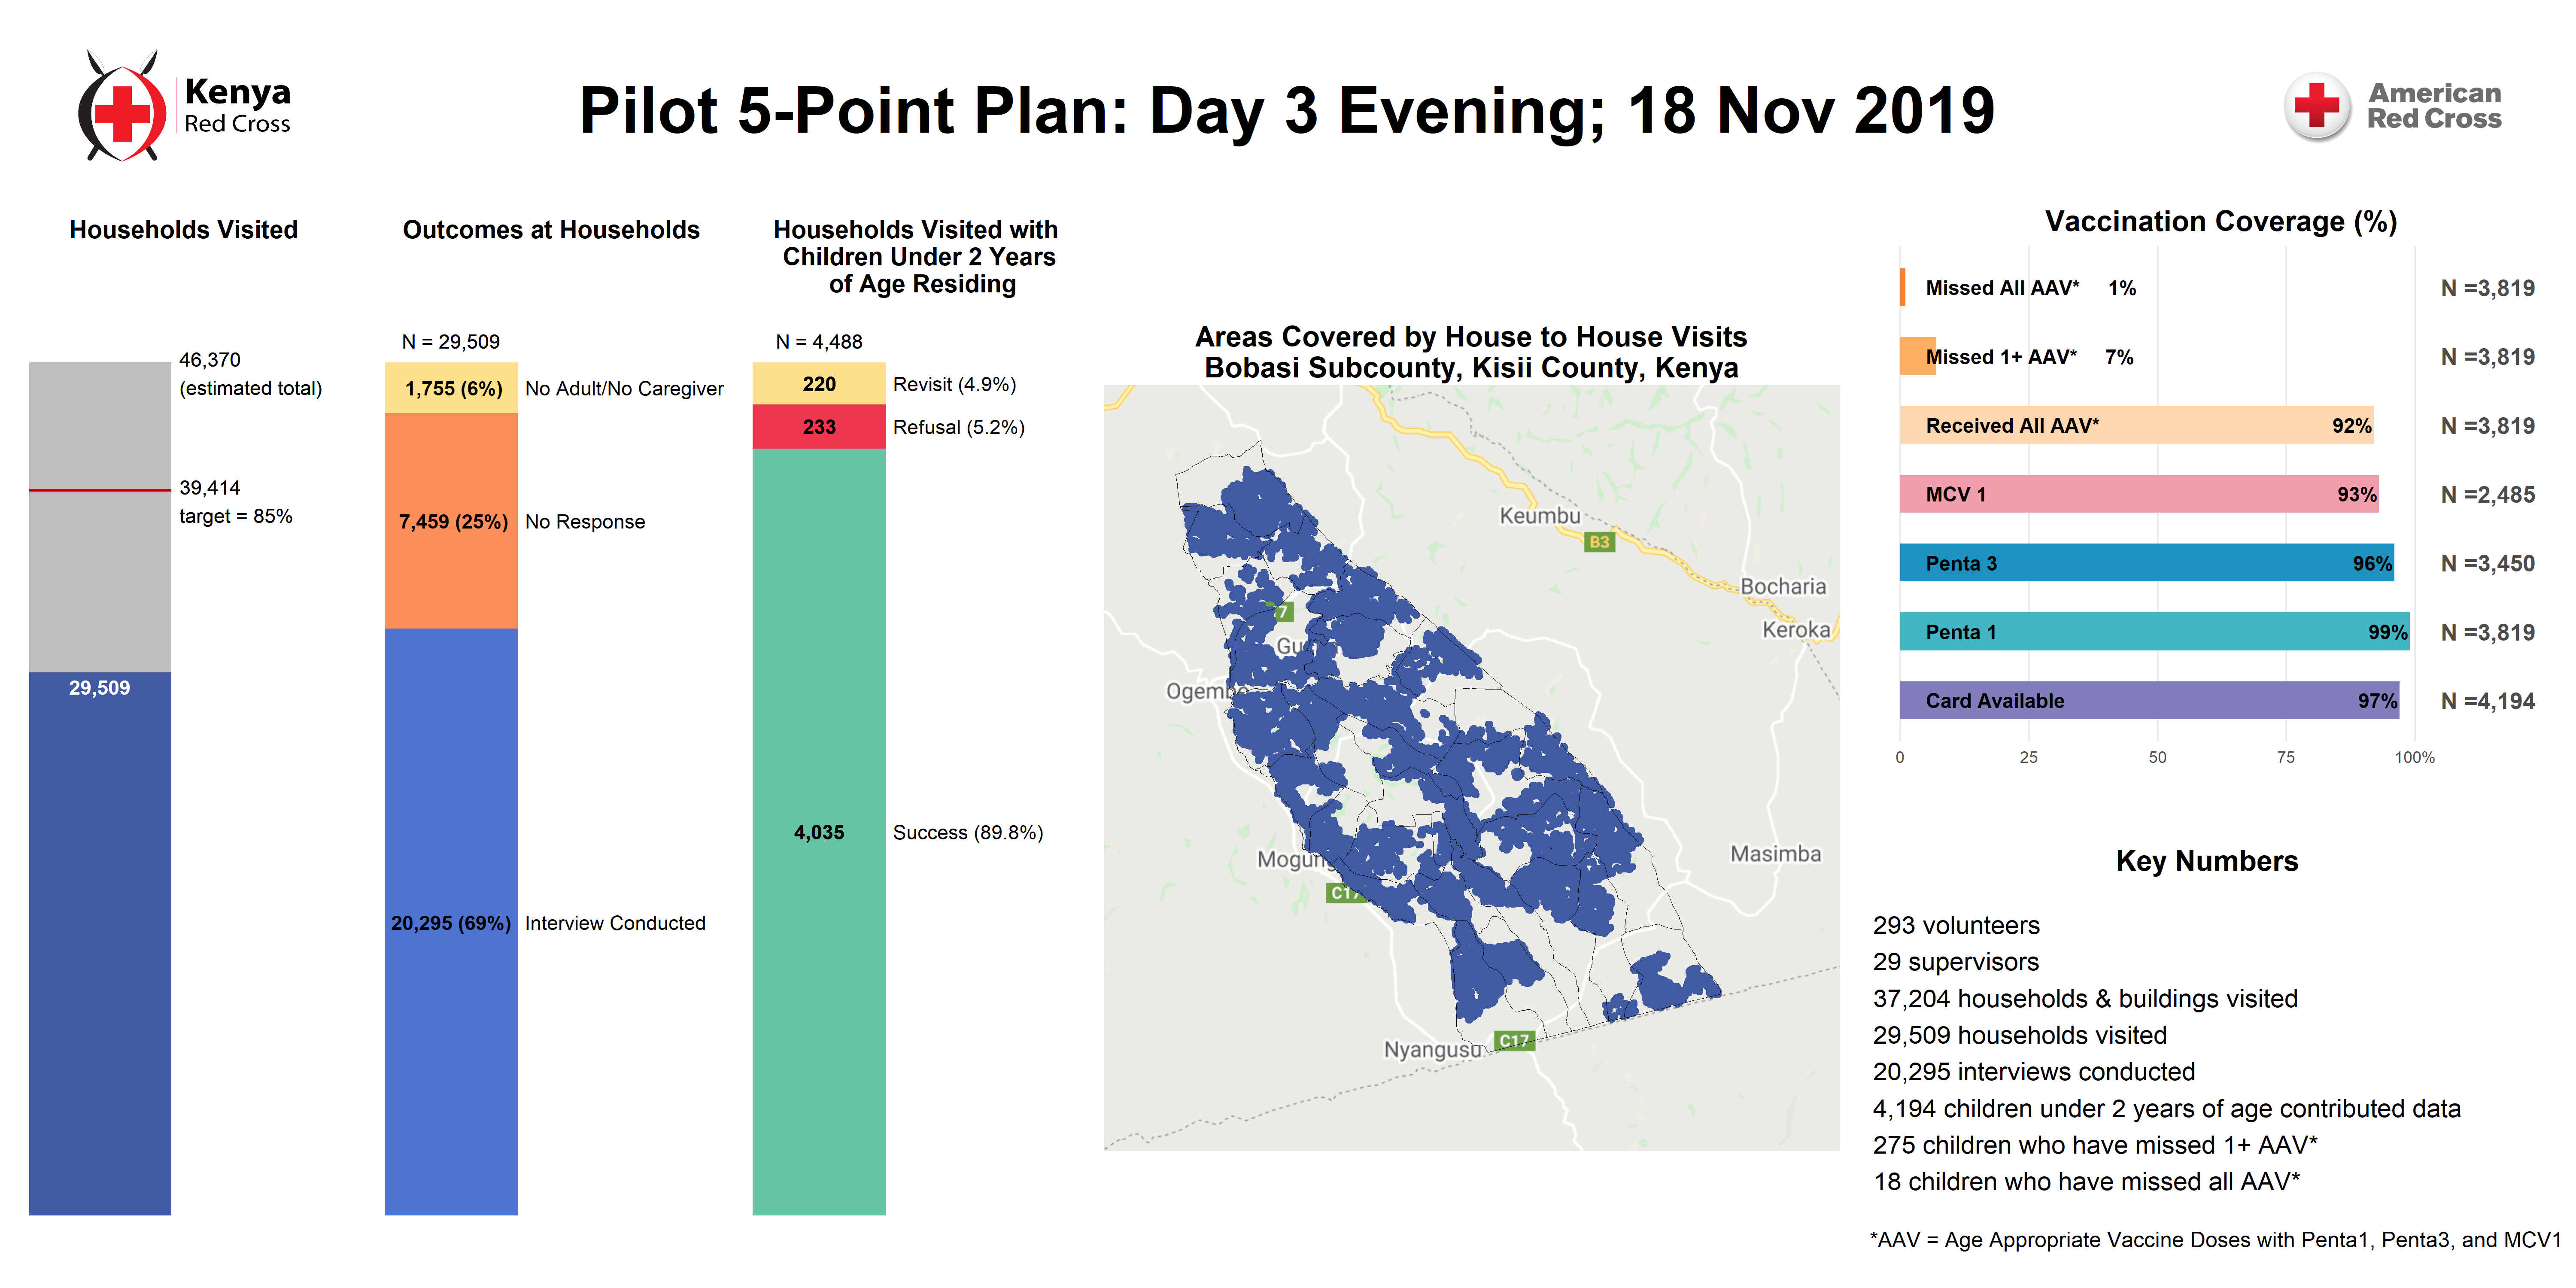 Kenya
Red Cross
Pilot 5-Point Plan: Day 3 Evening; 18 Nov 2019
American
Red Cross
Households Visited
46,370
(estimated total)
39,414
target = 85%
29,509
Outcomes at Households
N = 29,509
1,755 (6%) No Adult/No Caregiver
7,459 (25%) No Response
20,295 (69%) Interview Conducted
Households Visited with
Children Under 2 Years
of Age Residing
N = 4,488
220 Revisit (4.9%)
233 Refusal (5.2%)
4,035 Success (89.8%)
Areas Covered by House to House Visits
Bobasi Subcounty, Kisii County, Kenya
Keumbu
B3
Bocharia
7
Keroka
Masimba
C17
Nyangusu
C17
Vaccination Coverage (%)
Missed All AAV* 1% N =3,819
Missed 1+ AAV* 7% N =3,819
Received All AAV* 92% N =3,819
MCV 1 93% N =2,485
Penta 3 96% N =3,450
Penta 1 99% N =3,819
Card Available 97% N =4,194
0 25 50 75 100%
Key Numbers
293 volunteers
29 supervisors
37,204 households & buildings visited
29,509 households visited
20,295 interviews conducted
4,194 children under 2 years of age contributed data
275 children who have missed 1+ AAV*
18 children who have missed all AAV*
*AAV = Age Appropriate Vaccine Doses with Penta1, Penta3, and MCV1